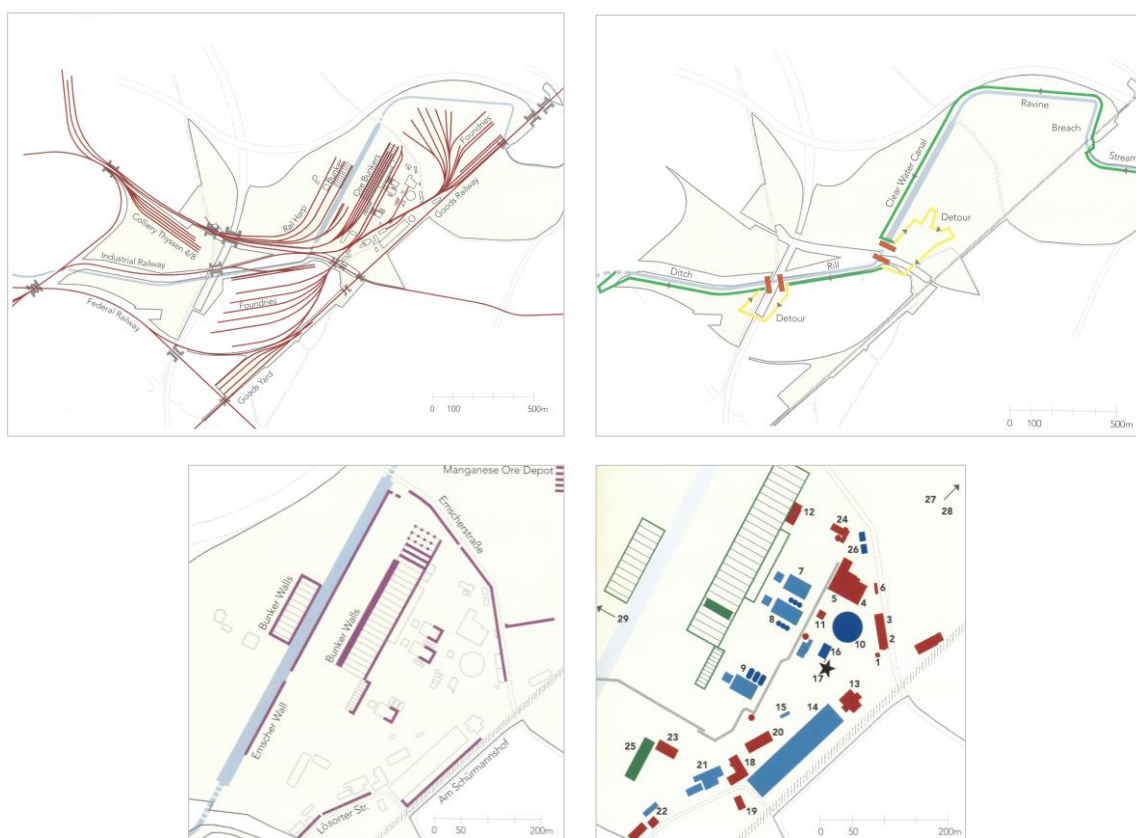 Foundries
Bunker
Ore Bunkers
Goods Railway
Rail Harp
Colliery Thyssen 4/8
Industrial Railway
Foundries
Federal Railway
Goods Yard
0 100 500m
Ravine
Breach
Stream
Clear Water Canal
Detour
Ditch
Rill
Detour
0 100 500m
Manganese Ore Depot
Emscherstraße
Bunker Walls
Bunker Walls
Emscher Wall
Am Schürmannshof
Lösorter Str.
0 50 200m
27
28
12
24
26
7
5
4
6
8
11
3
29
10
2
16
1
9
17
13
15
14
20
23
25
18
21
22
19
0 50 200m